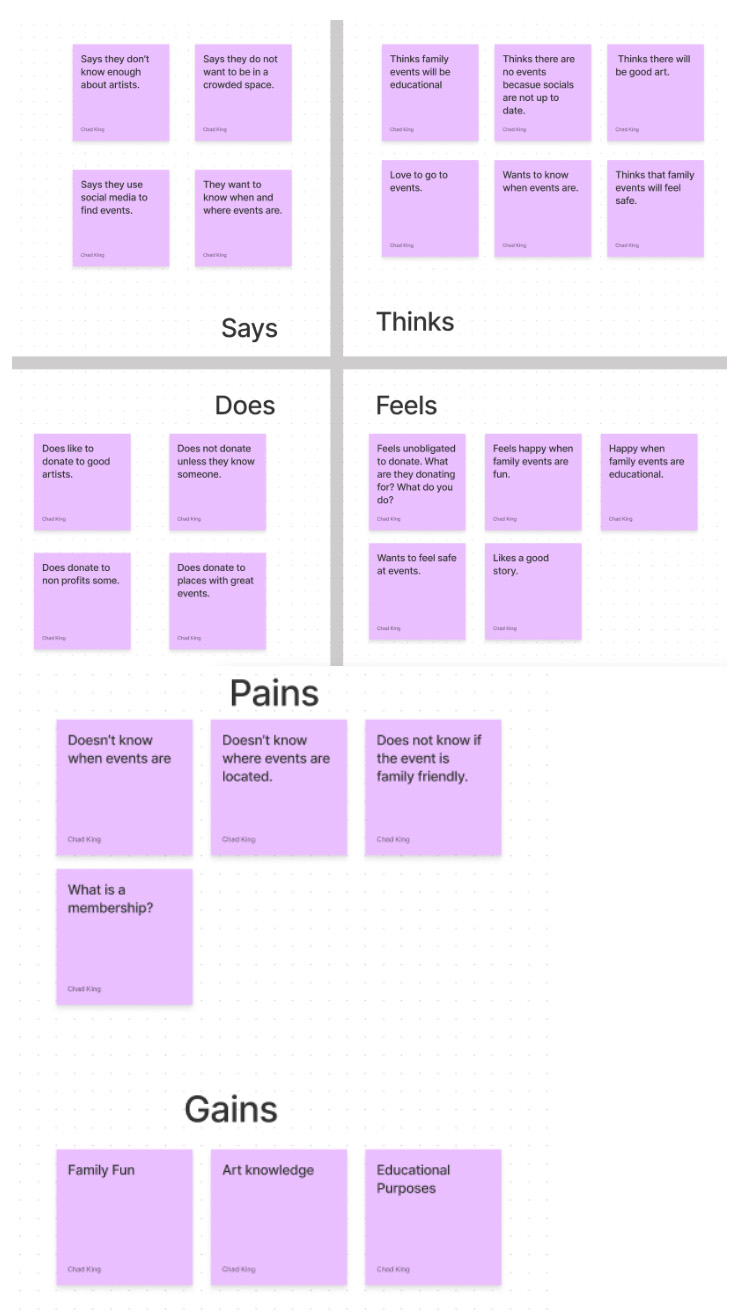 Says they don't
know enough
about artists.
Chad King
Says they do not
want to be in a
crowded space.
Chad King
Says they use
social media to
find events.
Chad King
They want to
know when and
where events are.
Chad King
Says
Thinks family
events will be
educational
Chad King
Thinks there are
no events
becasue socials
are not up to
date.
Chad King
Thinks there will
be good art.
Chad King
Love to go to
events.
Chad King
Wants to know
when events are.
Chad King
Thinks that family
events will feel
safe.
Chad King
Thinks
Does
Does like to
donate to good
artists.
Chad King
Does not donate
unless they know
someone.
Chad King
Does donate to
non profits some.
Chad King
Does donate to
places with great
events.
Chad King
Feels
Feels unobligated
to donate. What
are they donating
for? What do you
do?
Chad King
Feels happy when
family events are
fun.
Chad King
Happy when
family events are
educational.
Chad King
Wants to feel safe
at events.
Chad King
Likes a good
story.
Chad King
Pains
Doesn't know
when events are
Chad King
Doesn't know
where events are
located.
Chad King
Does not know if
the event is
family friendly.
Chad King
What is a
membership?
Chad King
Gains
Family Fun
Chad King
Art knowledge
Chad King
Educational
Purposes
Chad King